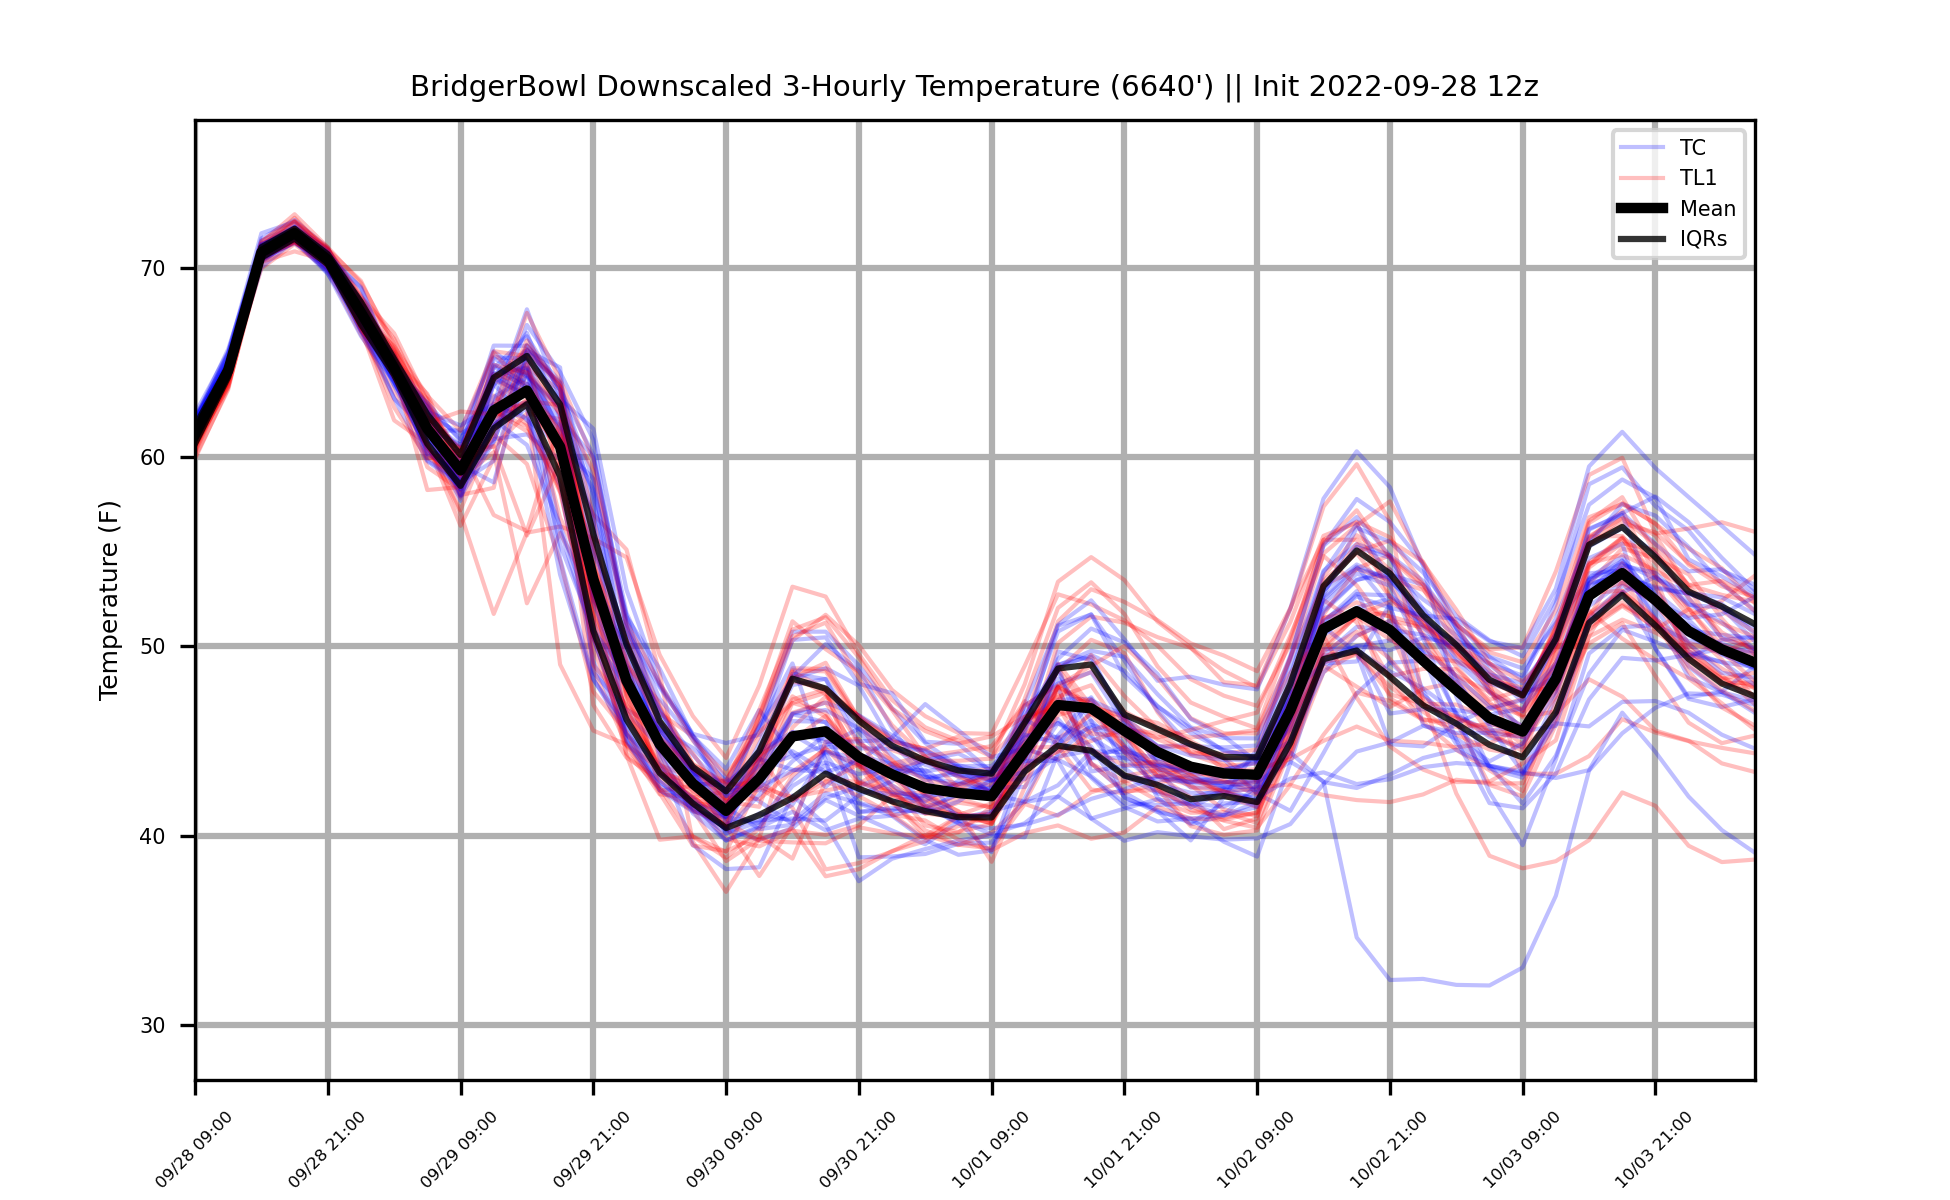 BridgerBowl Downscaled 3-Hourly Temperature (6640') || Init 2022-09-28 12z
TC
TL1
Mean
IQRs
Temperature (F)
70
60
50
40
30
09/28 09:00
09/28 21:00
09/29 09:00
09/29 21:00
09/30 09:00
09/30 21:00
10/01 09:00
10/01 21:00
10/02 09:00
10/02 21:00
10/03 09:00
10/03 21:00